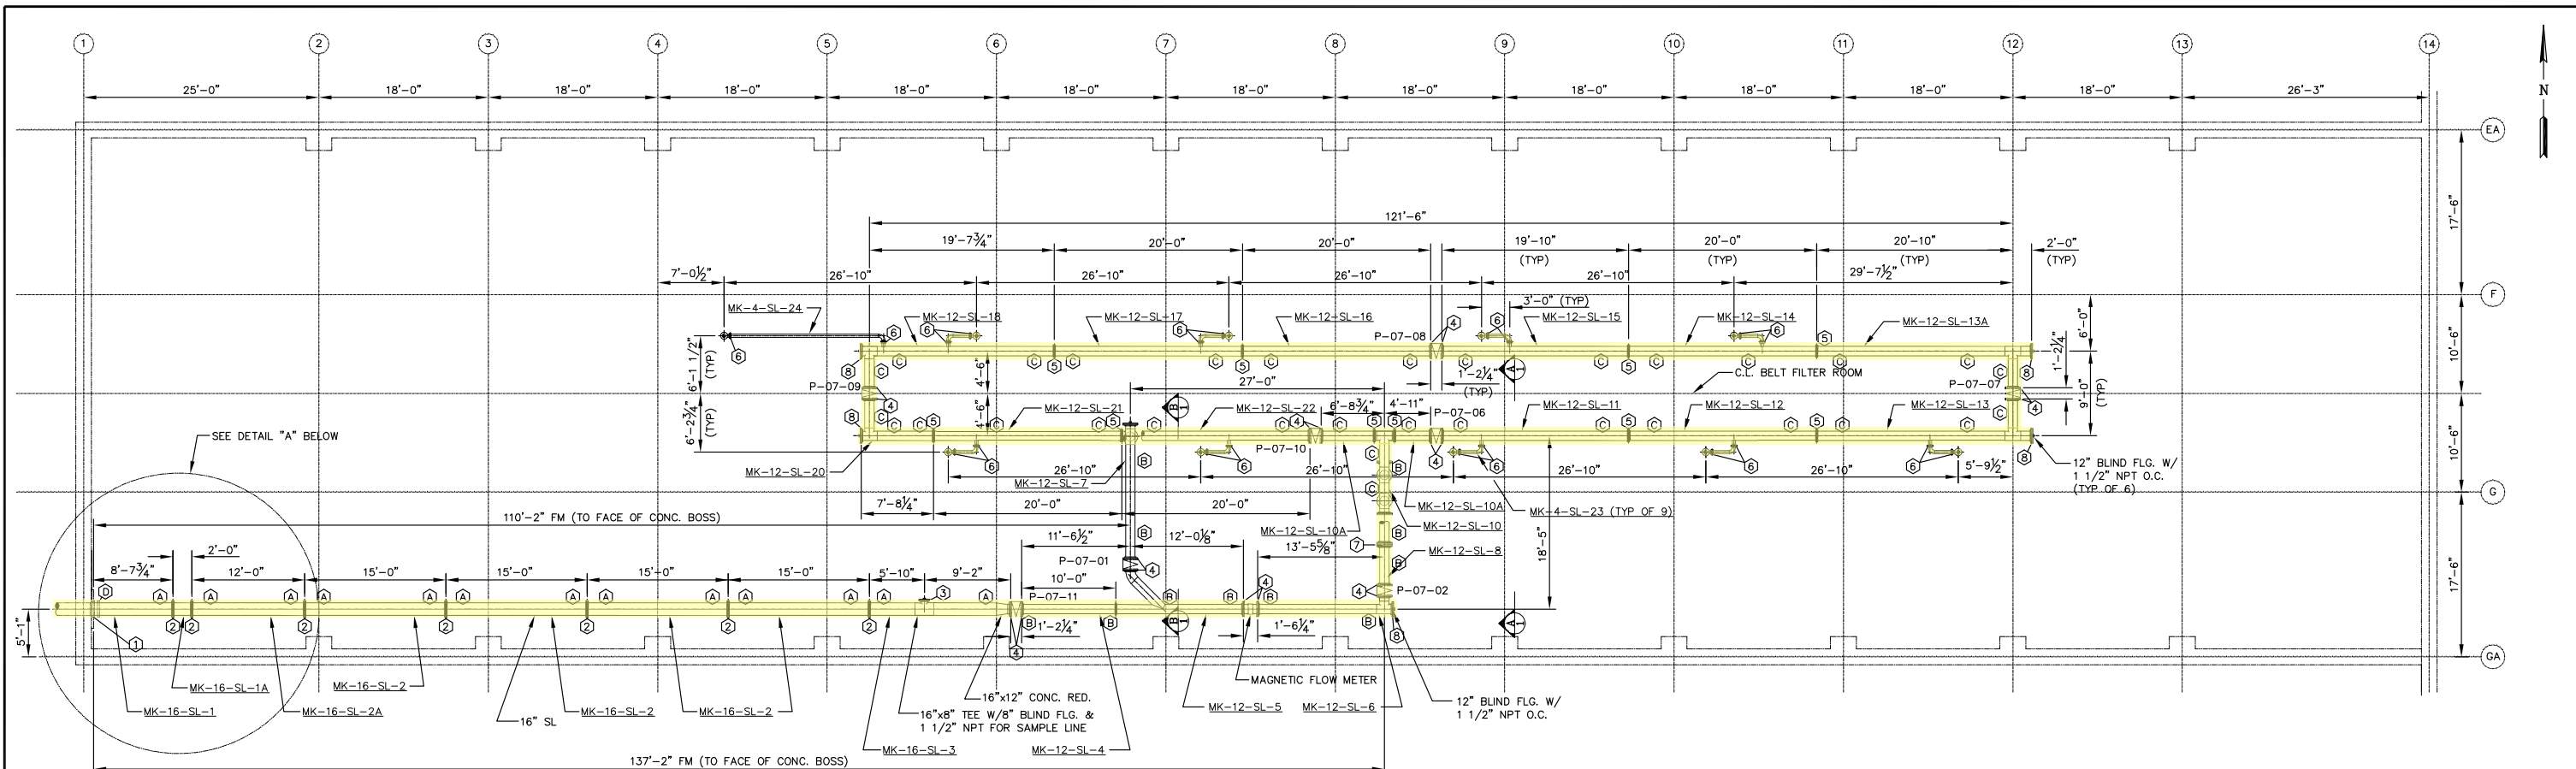 1 2 3 4 5 6 7 8 9 10 11 12 13 14
25'-0" 18'-0" 18'-0" 18'-0" 18'-0" 18'-0" 18'-0" 18'-0" 18'-0" 18'-0" 18'-0" 18'-0" 26'-3"
N
EA
17'-6"
121'-6"
19'-7¾" 20'-0" 20'-0" 19'-10" (TYP) 20'-0" (TYP) 20'-10" (TYP) 2'-0" (TYP)
7'-0½" 26'-10" 26'-10" 26'-10" 26'-10" 29'-7½"
F
3'-0" (TYP)
MK-4-SL-24
MK-12-SL-18 MK-12-SL-17 MK-12-SL-16 MK-12-SL-15 MK-12-SL-14 MK-12-SL-13A
6'-0"
10'-6"
P-07-08
6'-1 1/2" (TYP)
4'-6"
1'-2¼" (TYP)
1'-2¼"
C.L. BELT FILTER ROOM
P-07-09
P-07-07
27'-0"
9'-0" (TYP)
6'-2¾" (TYP)
4'-6"
MK-12-SL-21 MK-12-SL-22 6'-8¾" 4'-11" P-07-06 MK-12-SL-11 MK-12-SL-12 MK-12-SL-13
SEE DETAIL "A" BELOW
P-07-10
10'-6"
MK-12-SL-20
MK-12-SL-7
26'-10" 26'-10" 26'-10" 26'-10" 5'-9½"
12" BLIND FLG. W/
1 1/2" NPT O.C.
(TYP OF 6)
G
7'-8¼" 20'-0" 20'-0"
110'-2" FM (TO FACE OF CONC. BOSS)
MK-12-SL-10A MK-12-SL-10A MK-4-SL-23 (TYP OF 9)
MK-12-SL-10
11'-6½" 12'-0⅛" 13'-5⅝"
MK-12-SL-8
18'-5"
P-07-01
P-07-02
17'-6"
8'-7¾" 2'-0" 12'-0" 15'-0" 15'-0" 15'-0" 15'-0" 5'-10" 9'-2" 10'-0"
P-07-11
5'-1"
1'-2¼" 1'-6¼"
GA
MK-16-SL-1A MK-16-SL-2
MAGNETIC FLOW METER
MK-16-SL-1 MK-16-SL-2A 16" SL MK-16-SL-2 MK-16-SL-2
16"x12" CONC. RED.
16"x8" TEE W/8" BLIND FLG. &
1 1/2" NPT FOR SAMPLE LINE
MK-12-SL-5 MK-12-SL-6
12" BLIND FLG. W/
1 1/2" NPT O.C.
MK-16-SL-3 MK-12-SL-4
137'-2" FM (TO FACE OF CONC. BOSS)